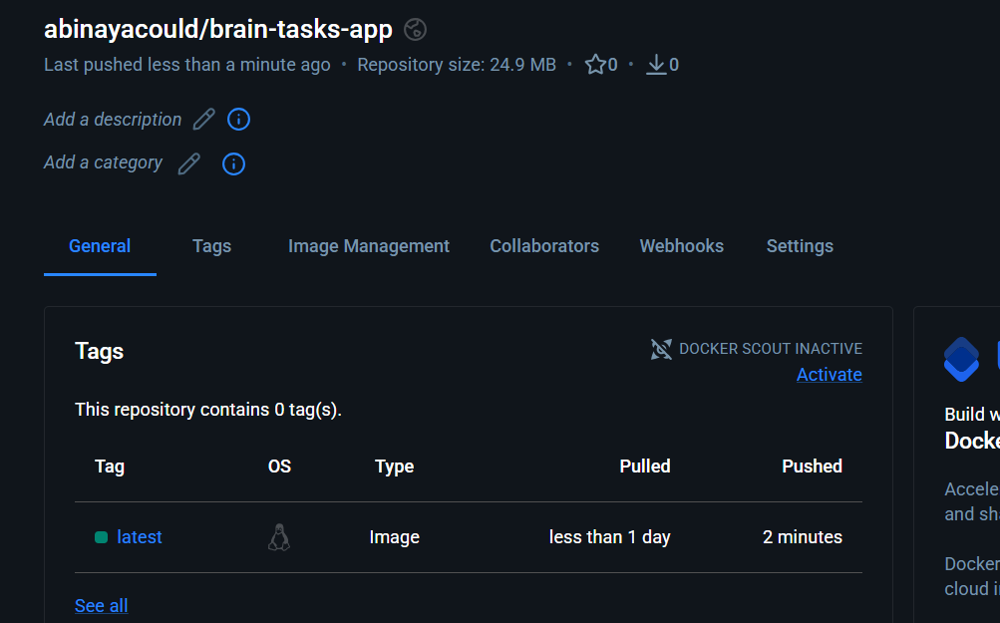 abinayacould/brain-tasks-app
Last pushed less than a minute ago • Repository size: 24.9 MB • 0 • 0
Add a description
Add a category
General Tags Image Management Collaborators Webhooks Settings
Tags
DOCKER SCOUT INACTIVE
Activate
This repository contains 0 tag(s).
Tag OS Type Pulled Pushed
latest Image less than 1 day 2 minutes
See all
Build w
Docke
Accele
and sh
Docker
cloud i